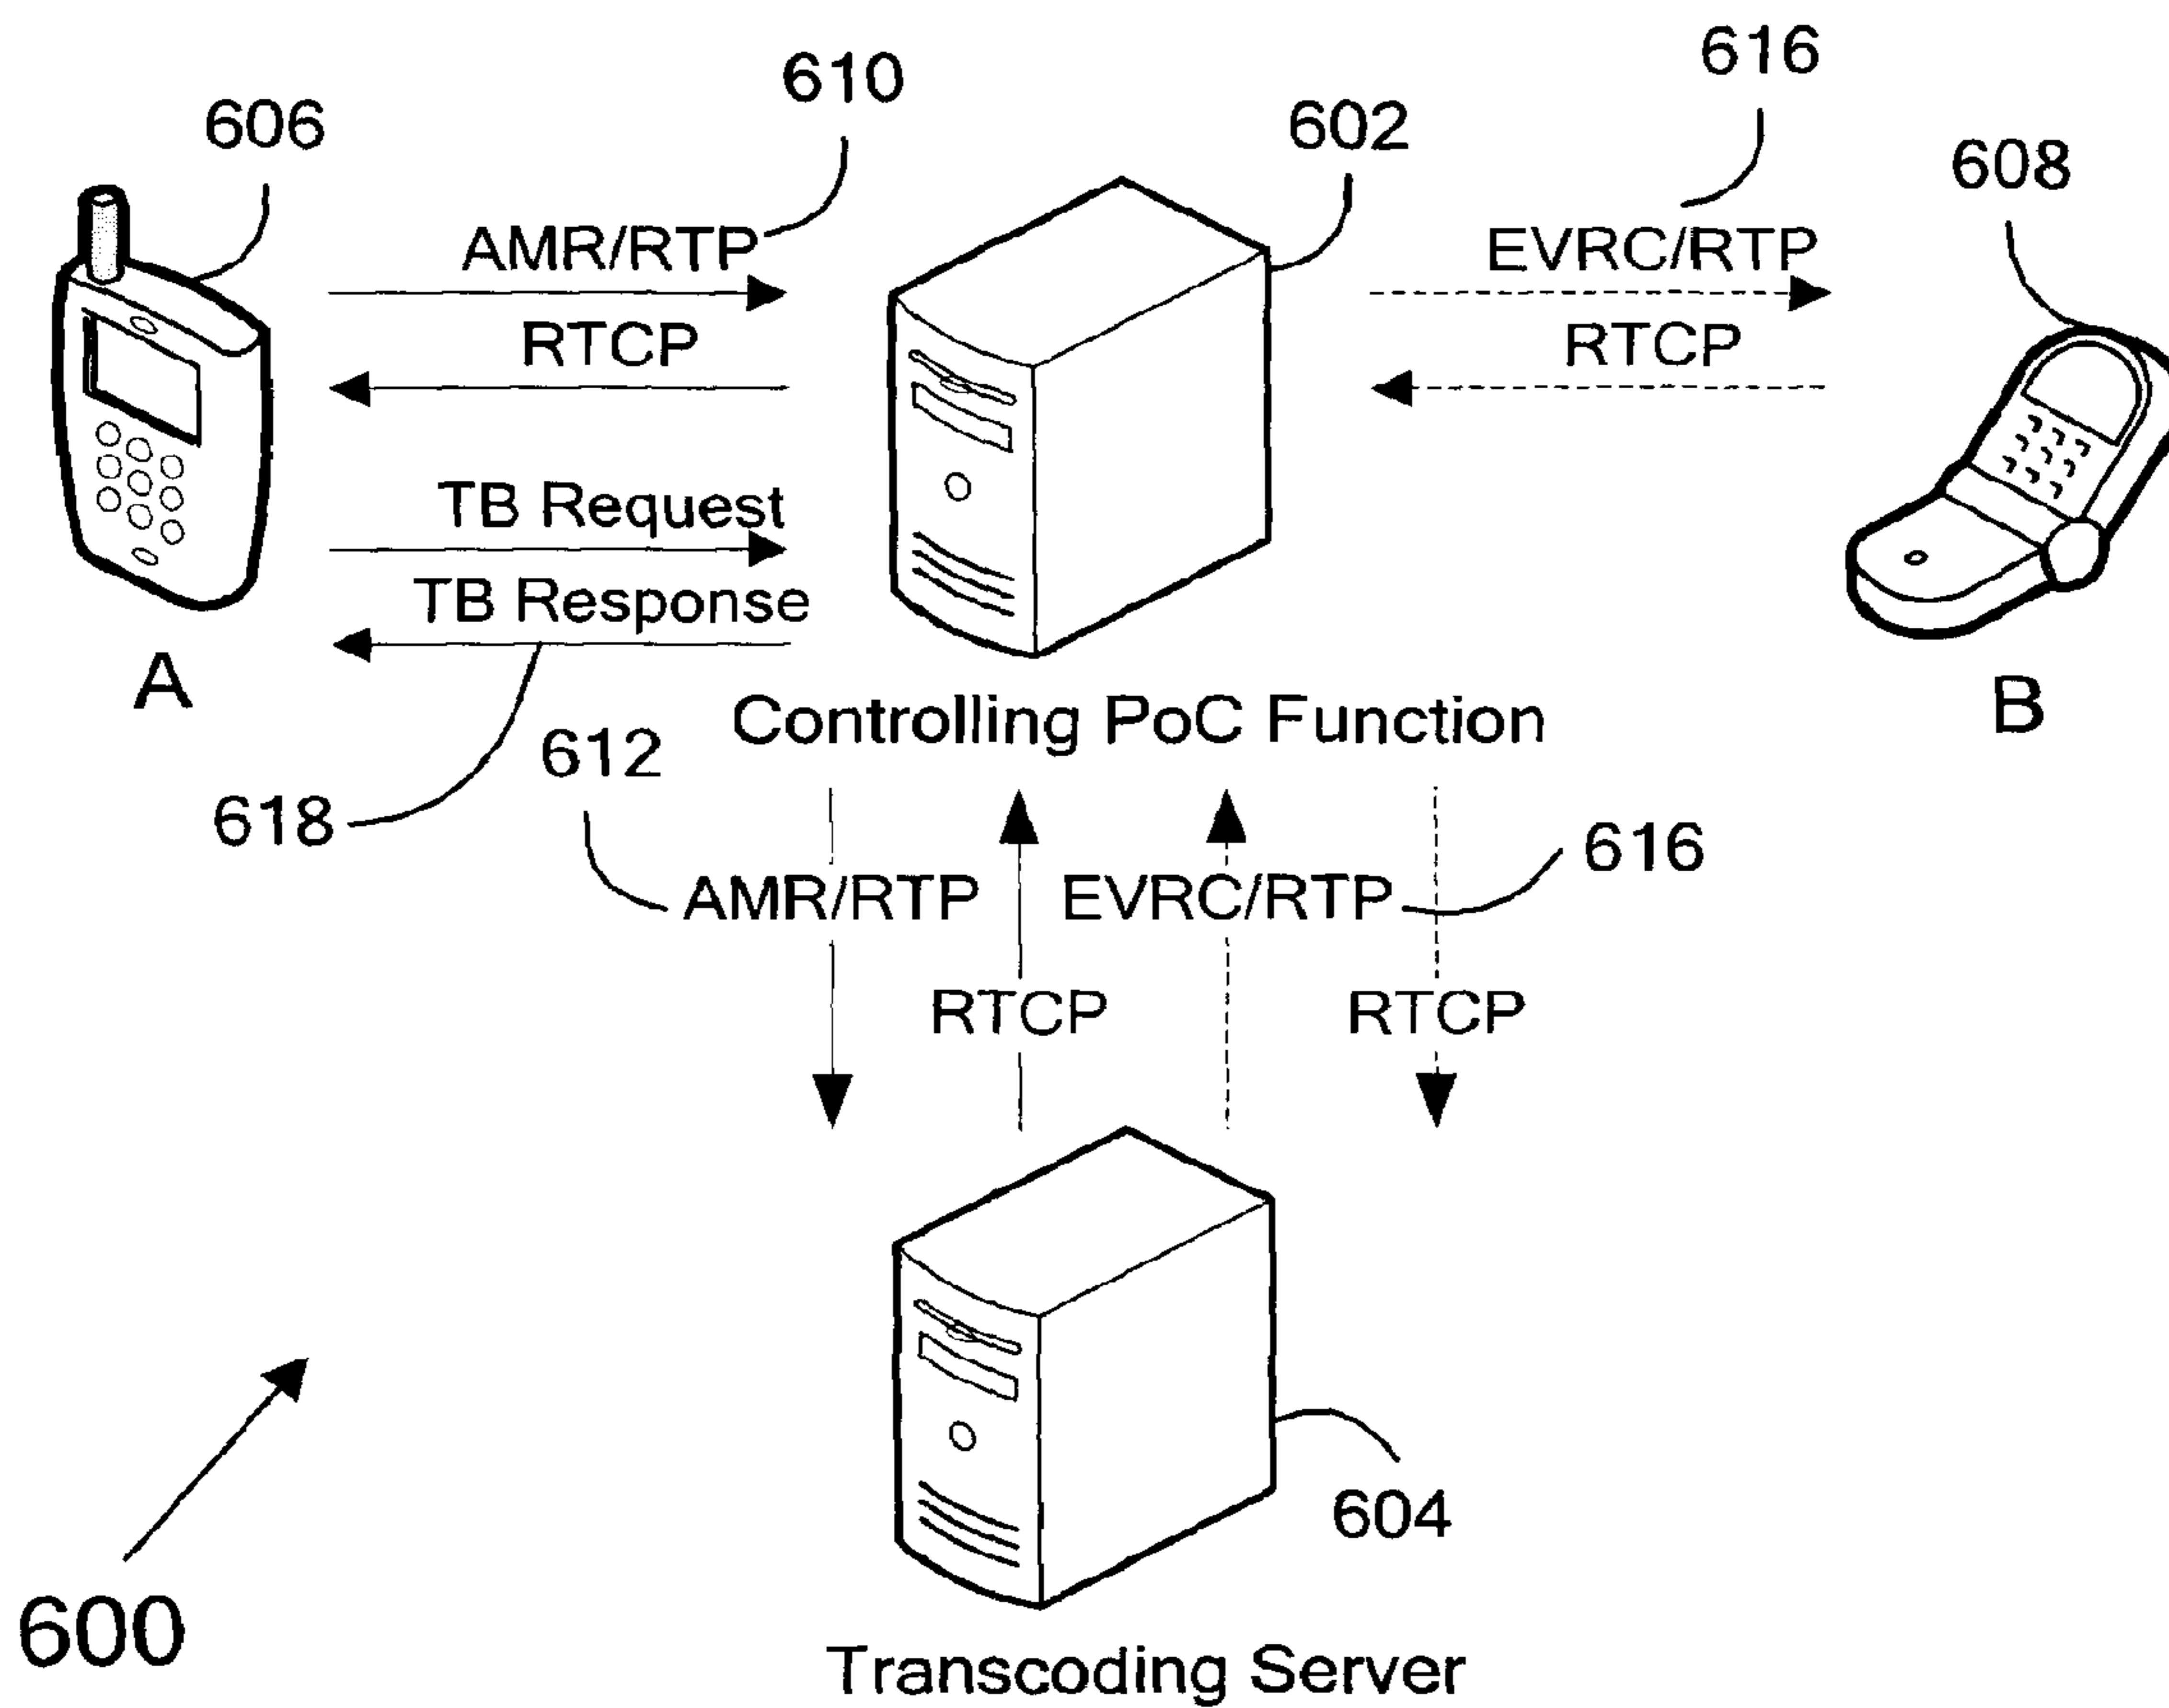 616
610
606
602
608
AMR/RTP
EVRC/RTP
RTCP
RTCP
TB Request
TB Response
A
B
Controlling PoC Function
612
618
616
AMR/RTP
EVRC/RTP
RTCP
RTCP
604
600
Transcoding Server